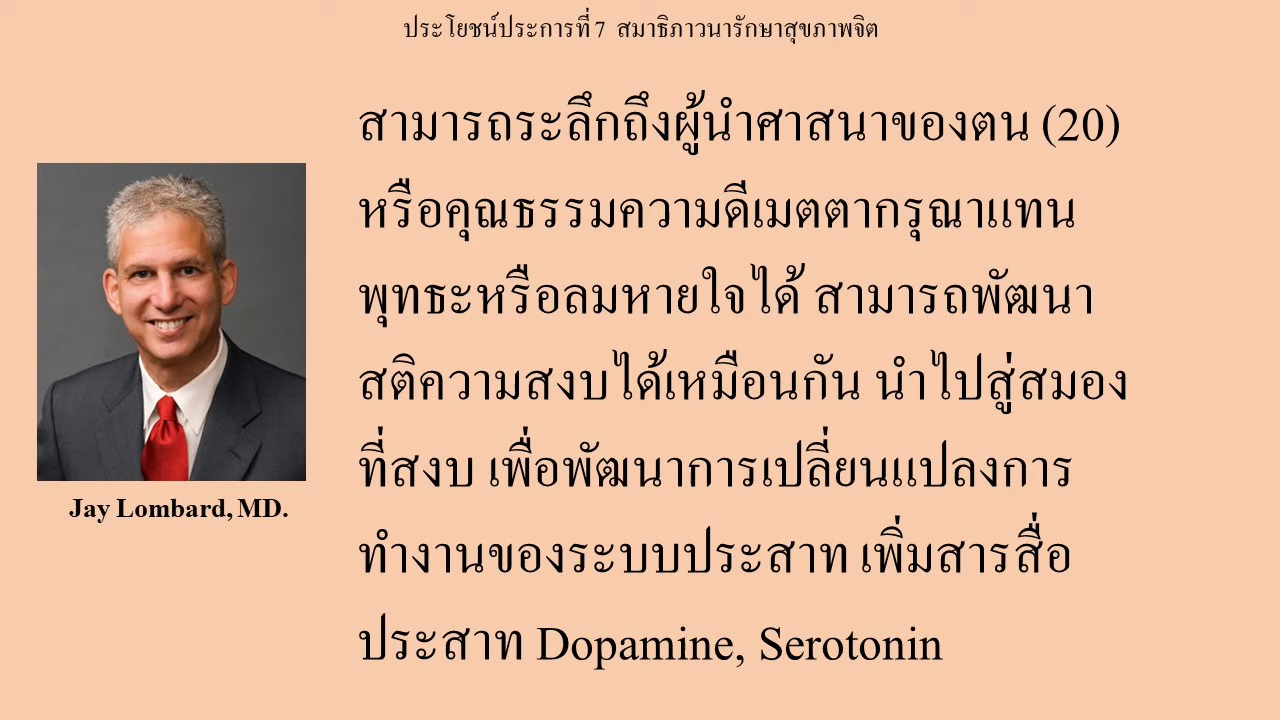 ประโยชน์ประการที่ 7 สมาธิภาวนารักษาสุขภาพจิต
สามารถระลึกถึงผู้นำศาสนาของตน (20)
หรือคุณธรรมความดีเมตตากรุณาแทน
พุทธะหรือลมหายใจได้ สามารถพัฒนา
สติความสงบได้เหมือนกัน นำไปสู่สมอง
ที่สงบ เพื่อพัฒนาการเปลี่ยนแปลงการ
ทำงานของระบบประสาท เพิ่มสารสื่อ
ประสาท Dopamine, Serotonin
Jay Lombard, MD.